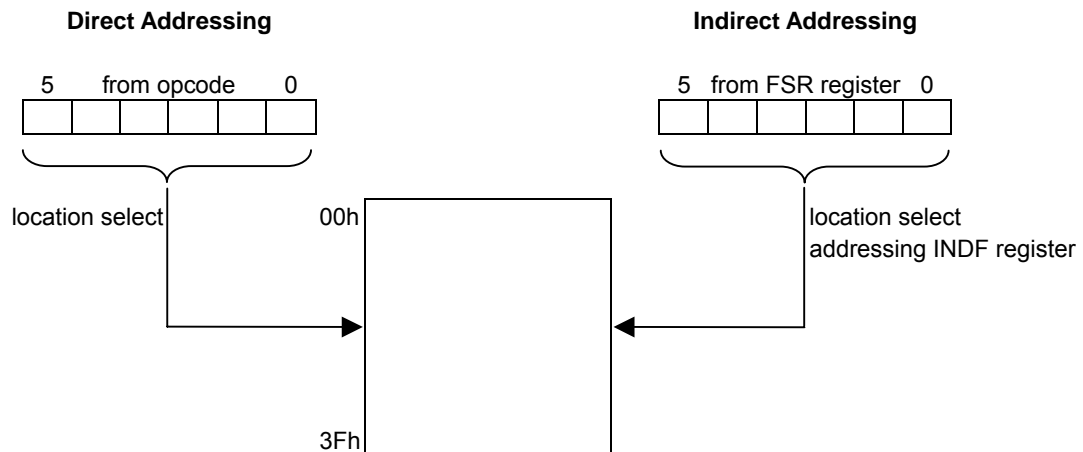 Direct Addressing
Indirect Addressing
5 from opcode 0
5 from FSR register 0
location select
00h
location select
addressing INDF register
3Fh